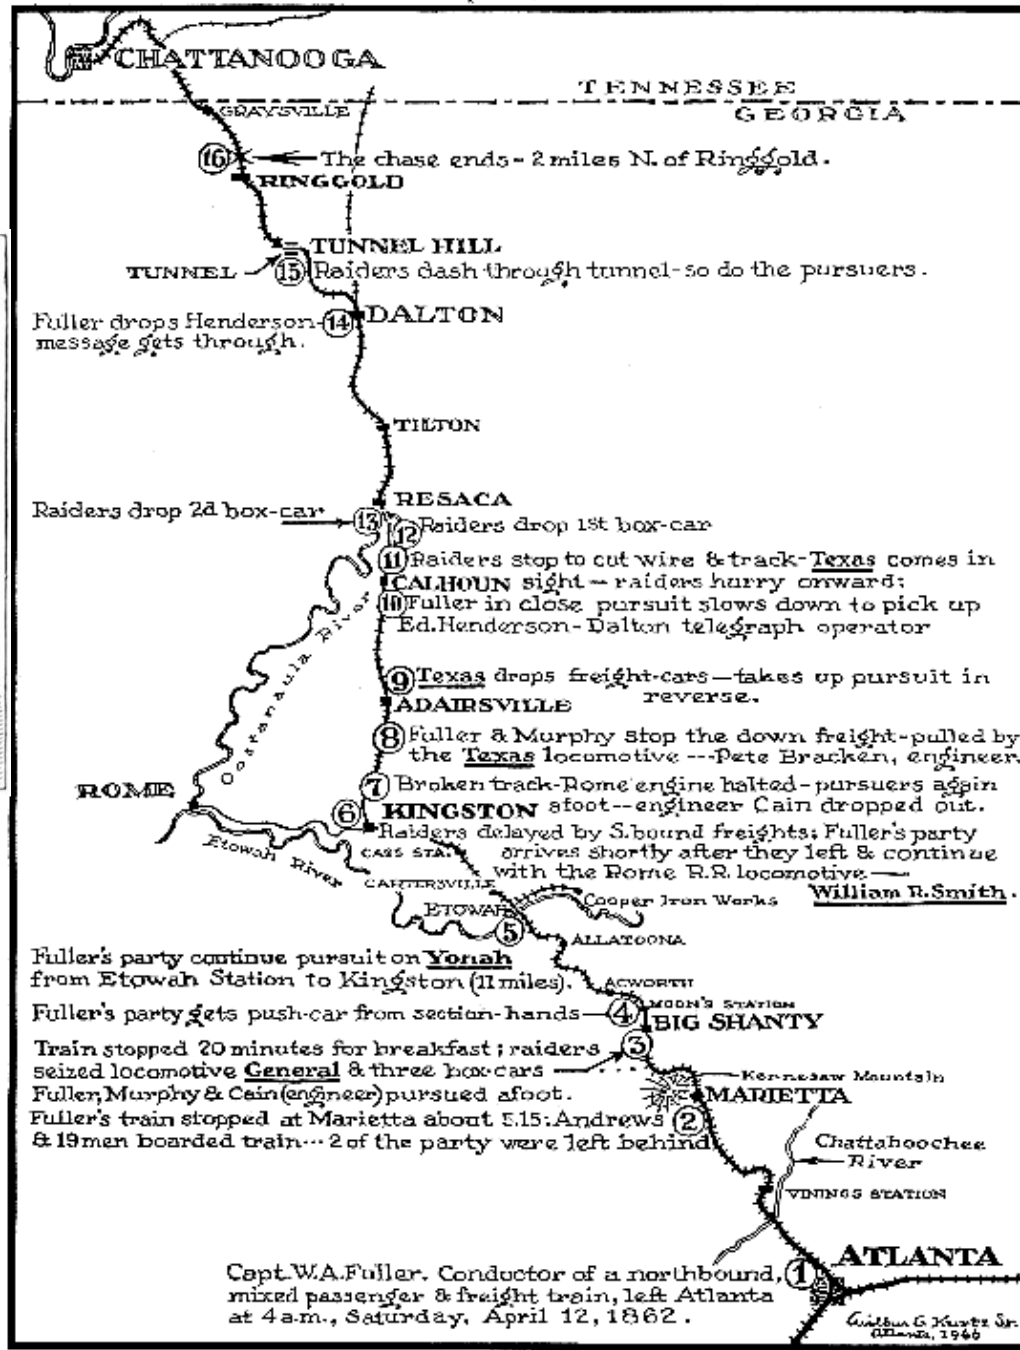 CHATTANOOGA
TENNESSEE
GEORGIA
GRAYSVILLE
16 The chase ends - 2 miles N. of Ringgold.
RINGGOLD
TUNNEL HILL
TUNNEL
15 Raiders dash through tunnel-so do the pursuers.
DALTON
Fuller drops Henderson- 14
message gets through.
TILTON
RESACA
Raiders drop 2d box-car 13
12 Raiders drop 1st box-car
11 Raiders stop to cut wire & track-Texas comes in
CALHOUN sight - raiders hurry onward;
10 Fuller in close pursuit slows down to pick up
Ed. Henderson - Dalton telegraph operator
Oostanaula River
9 Texas drops freight-cars—takes up pursuit in
reverse.
ADAIRSVILLE
8 Fuller & Murphy stop the down freight-pulled by
the Texas locomotive ---Pete Bracken, engineer.
7 Broken track-Rome engine halted-pursuers again
afoot--engineer Cain dropped out.
ROME
6 KINGSTON
Raiders delayed by S.bound freights; Fuller's party
arrives shortly after they left & continue
with the Rome R.R. locomotive —
William R. Smith.
Etowah River
CASS STA.
CARTERSVILLE
ETOWAH
Cooper Iron Works
5
ALLATOONA
Fuller's party continue pursuit on Yonah
from Etowah Station to Kingston (11 miles).
ACWORTH
MOON'S STATION
Fuller's party gets push-car from section-hands 4
BIG SHANTY
Train stopped 20 minutes for breakfast; raiders 3
seized locomotive General & three box-cars
Fuller, Murphy & Cain (engineer) pursued afoot.
Kennesaw Mountain
MARIETTA
Fuller's train stopped at Marietta about 5.15: Andrews 2
& 19 men boarded train... 2 of the party were left behind
Chattahoochee
River
VININGS STATION
ATLANTA
1
Capt. W.A. Fuller. Conductor of a northbound,
mixed passenger & freight train, left Atlanta
at 4 a.m., Saturday, April 12, 1862.
Wilbur G. Kurtz Sr.
Atlanta, 1960